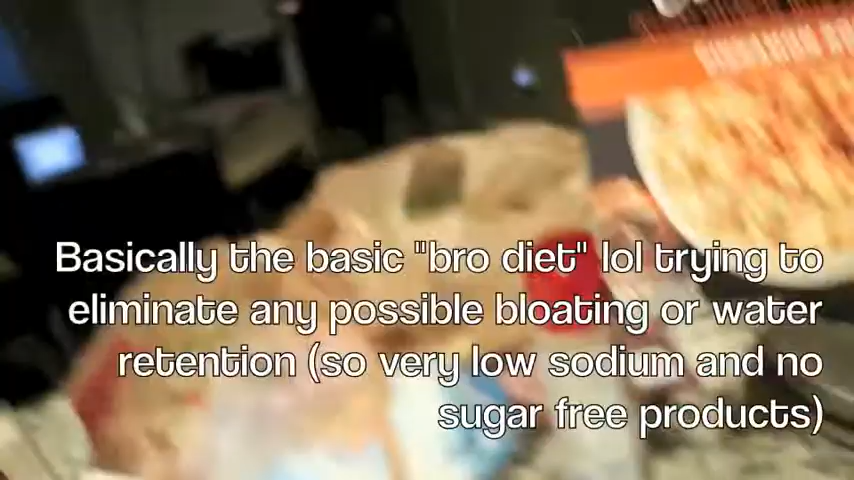 Basically the basic "bro diet" lol trying to
eliminate any possible bloating or water
retention (so very low sodium and no
sugar free products)